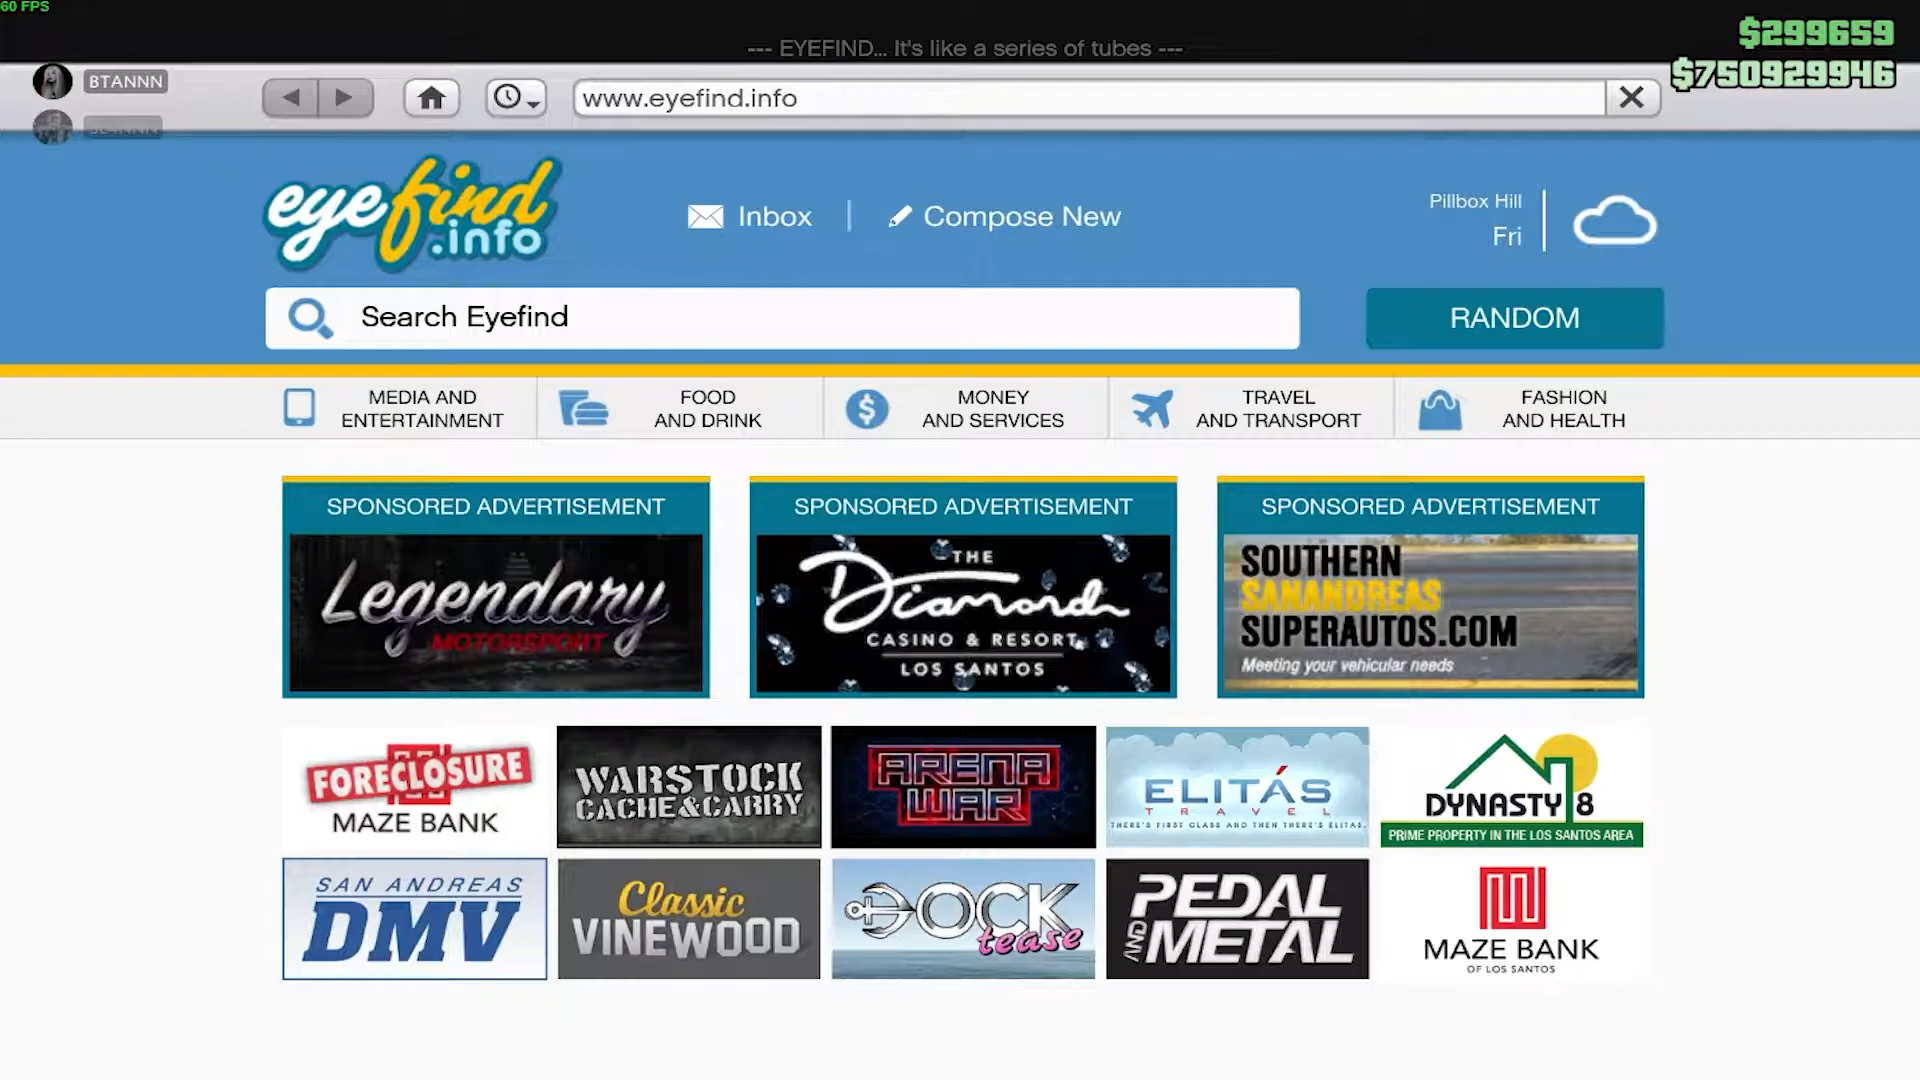 60 FPS
--- EYEFIND... It's like a series of tubes ---
$299659
$750929946
BTANNN
www.eyefind.info
eyefind
.info
Inbox
Compose New
Pillbox Hill
Fri
Search Eyefind
RANDOM
MEDIA AND
ENTERTAINMENT
FOOD
AND DRINK
MONEY
AND SERVICES
TRAVEL
AND TRANSPORT
FASHION
AND HEALTH
SPONSORED ADVERTISEMENT
Legendary
MOTORSPORT
SPONSORED ADVERTISEMENT
THE
Diamond
CASINO & RESORT
LOS SANTOS
SPONSORED ADVERTISEMENT
SOUTHERN
SANANDREAS
SUPERAUTOS.COM
Meeting your vehicular needs
FORECLOSURE
MAZE BANK
WARSTOCK
CACHE&CARRY
ARENA
WAR
ELITÁS
TRAVEL
THERE'S FIRST CLASS AND THEN THERE'S ELITAS.
DYNASTY 8
PRIME PROPERTY IN THE LOS SANTOS AREA
SAN ANDREAS
DMV
Classic
VINEWOOD
DOCK
tease
PEDAL
AND METAL
MAZE BANK
OF LOS SANTOS